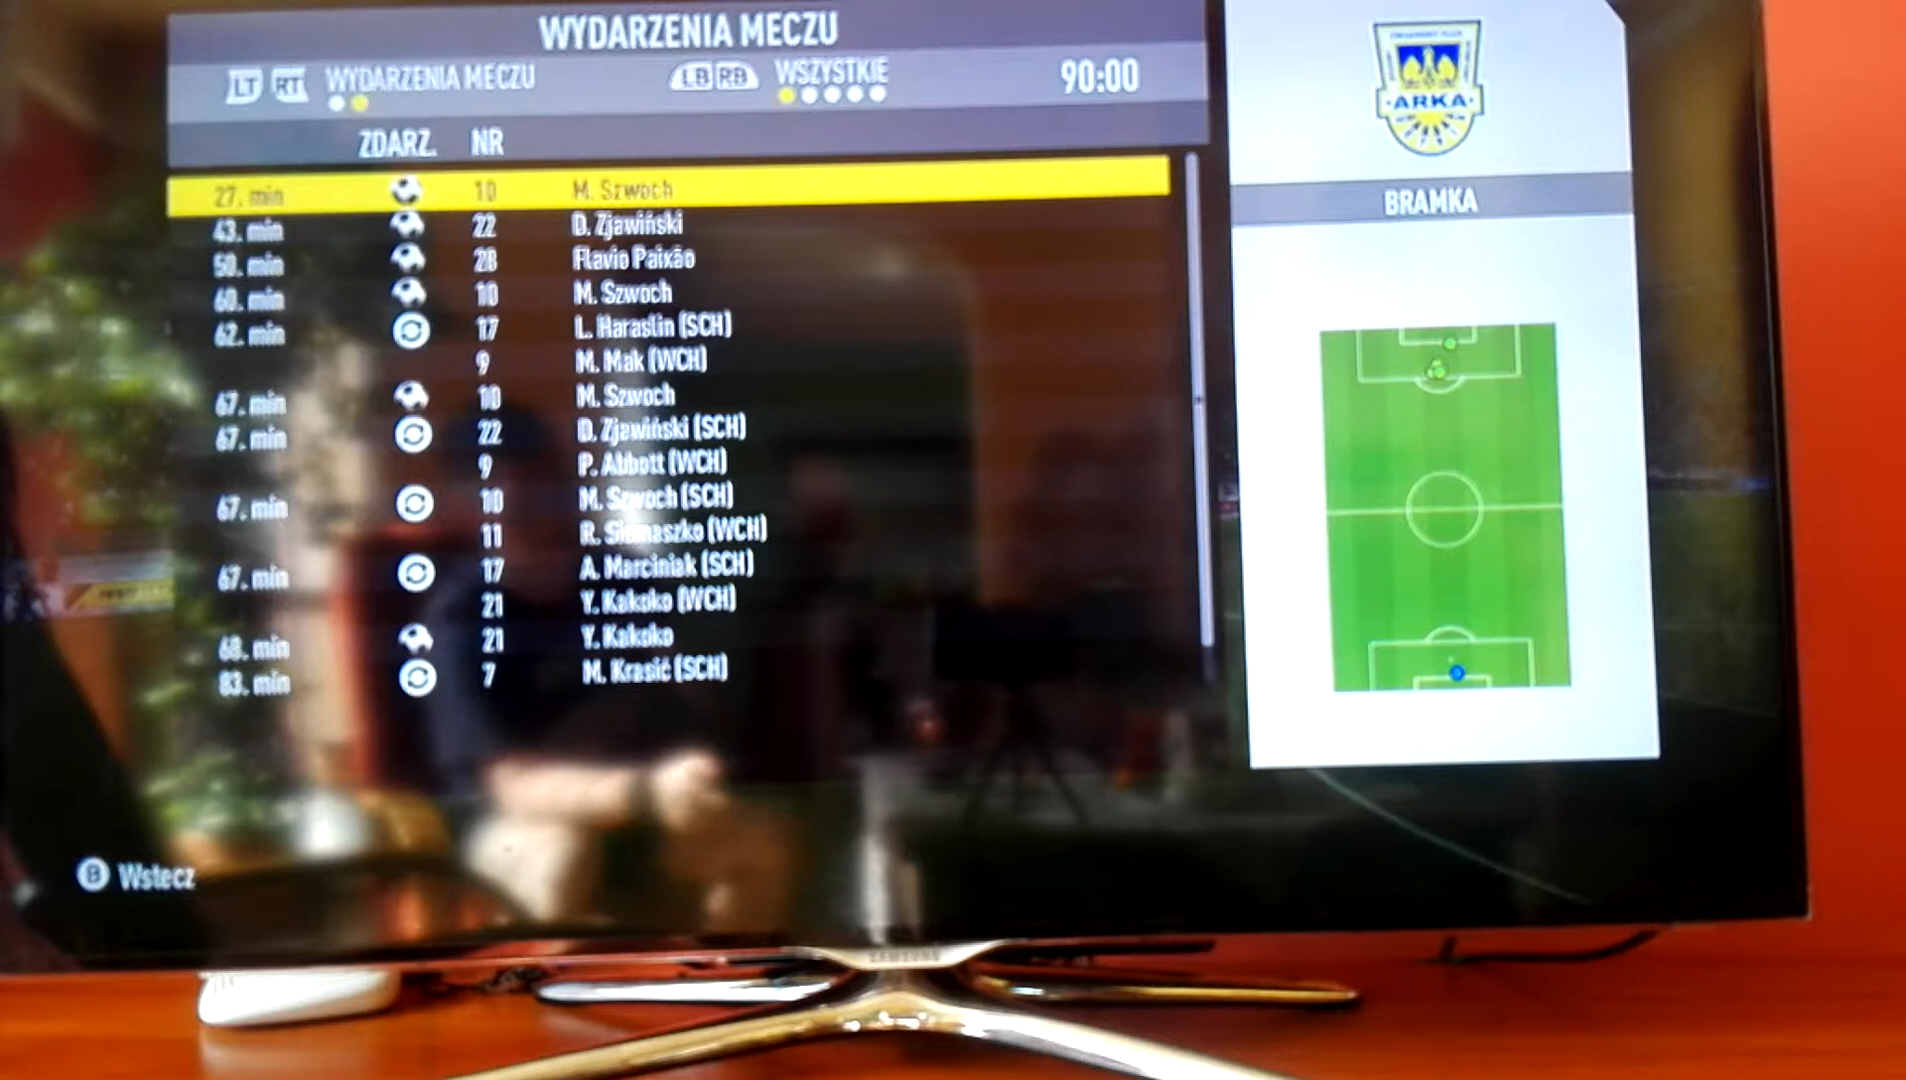 WYDARZENIA MECZU
LT RT WYDARZENIA MECZU LB RB WSZYSTKIE 90:00
ZDARZ. NR
27. min 10 M. Szwoch
43. min 22 D. Zjawiński
50. min 28 Flavio Paixão
60. min 10 M. Szwoch
62. min 17 L. Haraslin (SCH)
9 M. Mak (WCH)
67. min 10 M. Szwoch
67. min 22 D. Zjawiński (SCH)
9 P. Abbott (WCH)
67. min 10 M. Szwoch (SCH)
11 R. Siemaszko (WCH)
67. min 17 A. Marciniak (SCH)
21 Y. Kakoko (WCH)
68. min 21 Y. Kakoko
83. min 7 M. Krasić (SCH)
B Wstecz
ARKA
BRAMKA
SAMSUNG